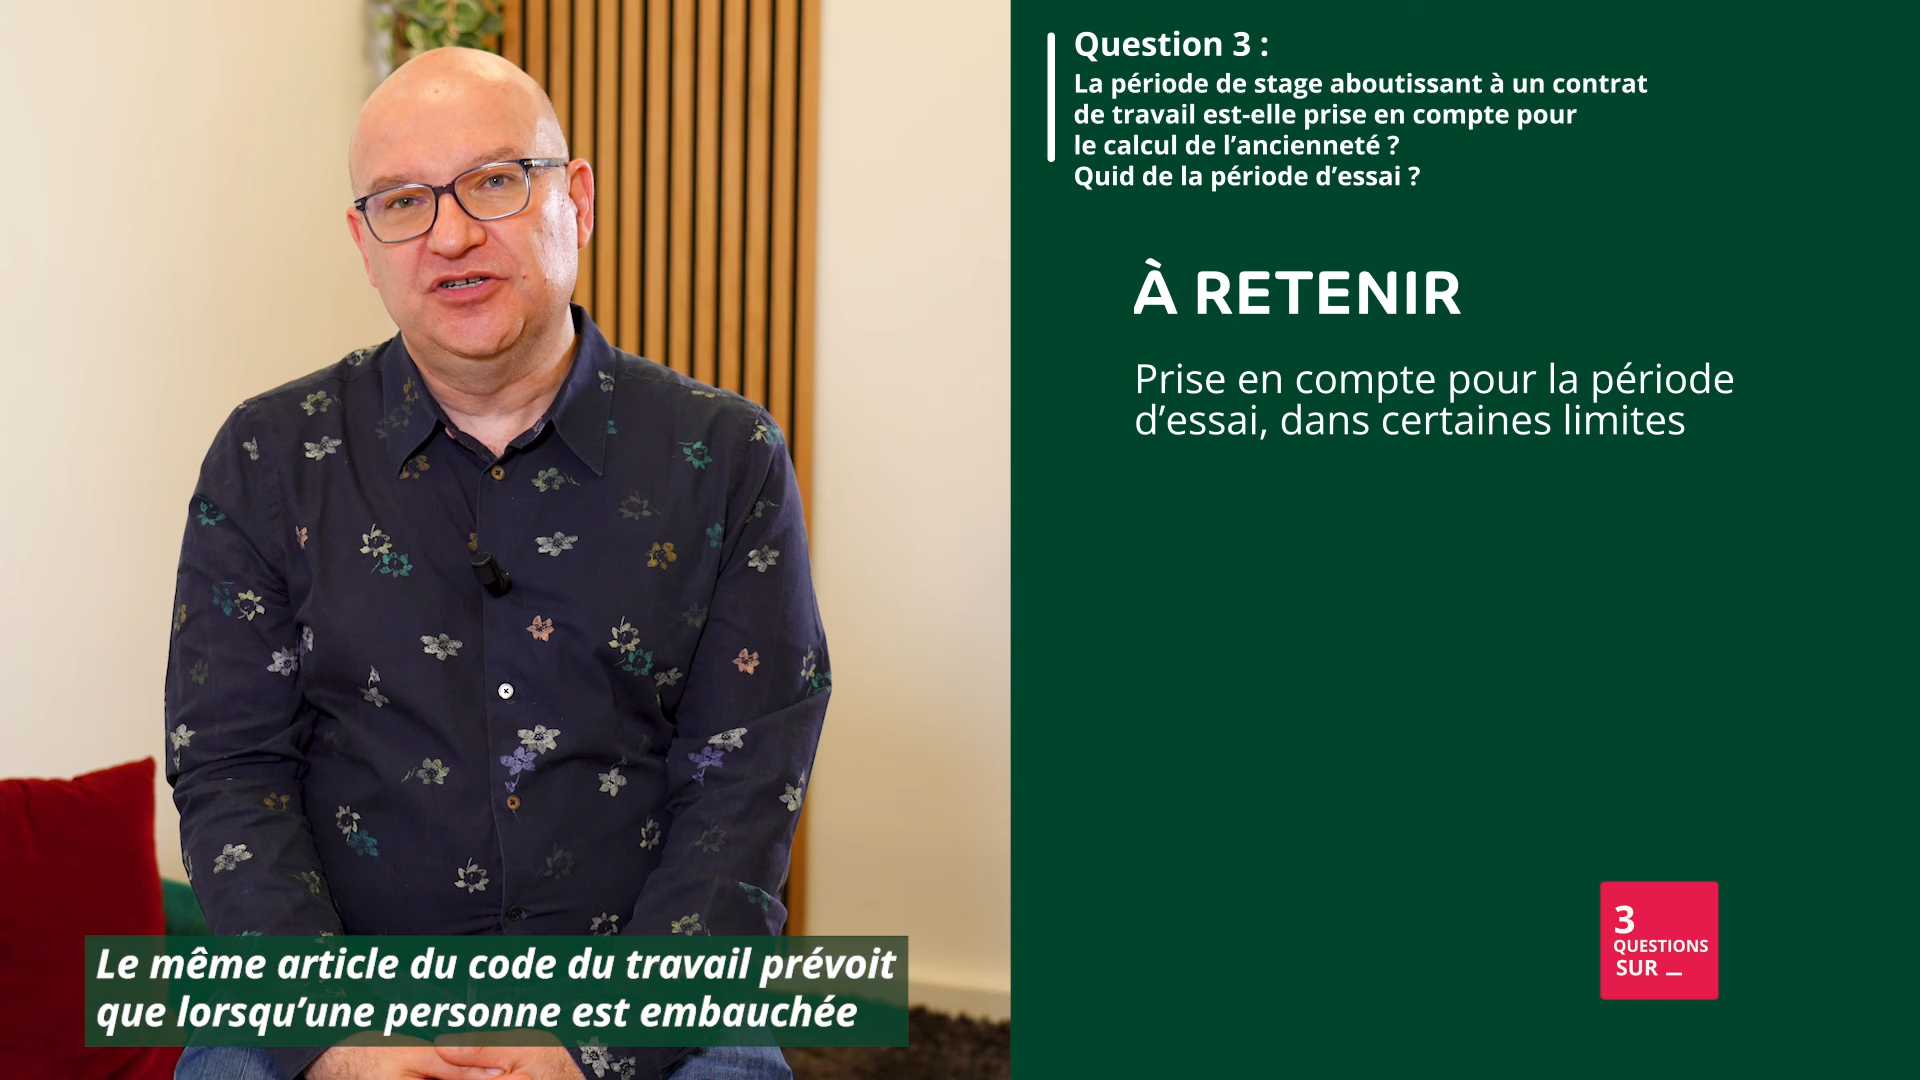 Question 3 :
La période de stage aboutissant à un contrat
de travail est-elle prise en compte pour
le calcul de l’ancienneté ?
Quid de la période d’essai ?
À RETENIR
Prise en compte pour la période
d’essai, dans certaines limites
Le même article du code du travail prévoit
que lorsqu’une personne est embauchée
3
QUESTIONS
SUR _